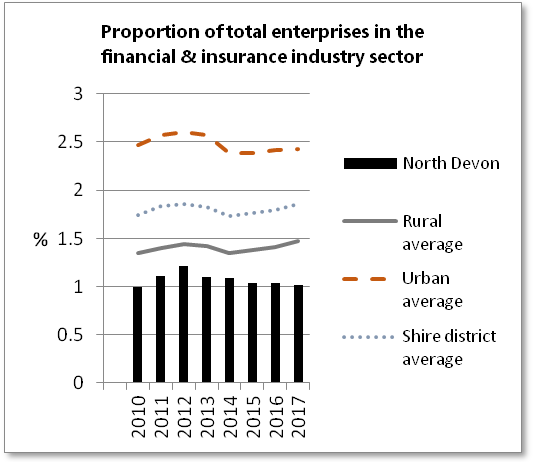 Proportion of total enterprises in the
financial & insurance industry sector
3
2.5
2
1.5
1
0.5
0
%
2010
2011
2012
2013
2014
2015
2016
2017
North Devon
Rural
average
Urban
average
Shire district
average